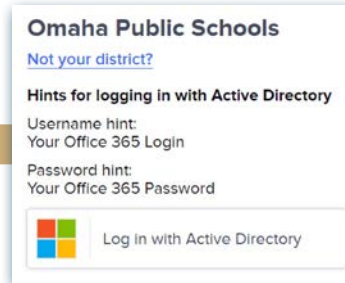 Omaha Public Schools
Not your district?
Hints for logging in with Active Directory
Username hint:
Your Office 365 Login
Password hint:
Your Office 365 Password
Log in with Active Directory